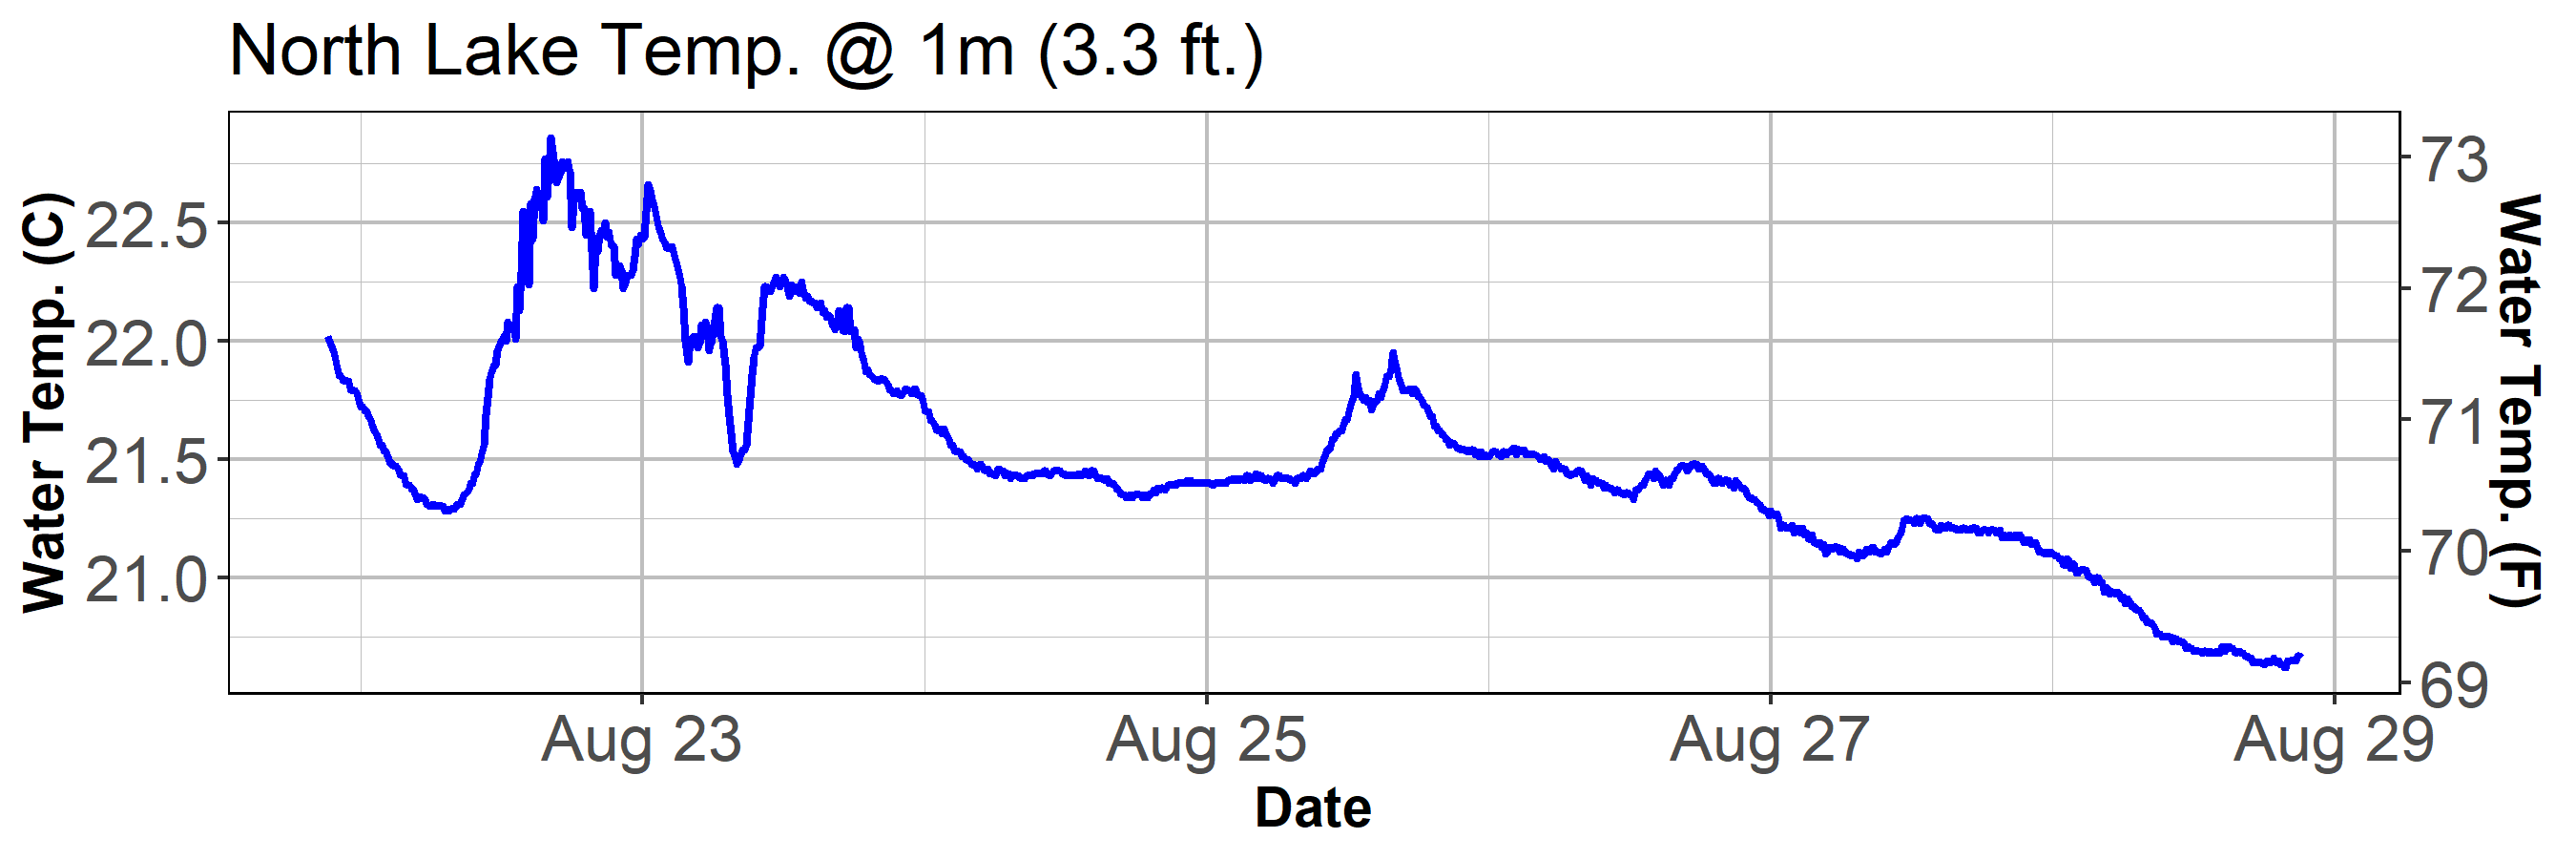 North Lake Temp. @ 1m (3.3 ft.)
Water Temp. (C)
22.5
22.0
21.5
21.0
73
72
71
70
69
Water Temp. (F)
Aug 23
Aug 25
Aug 27
Aug 29
Date